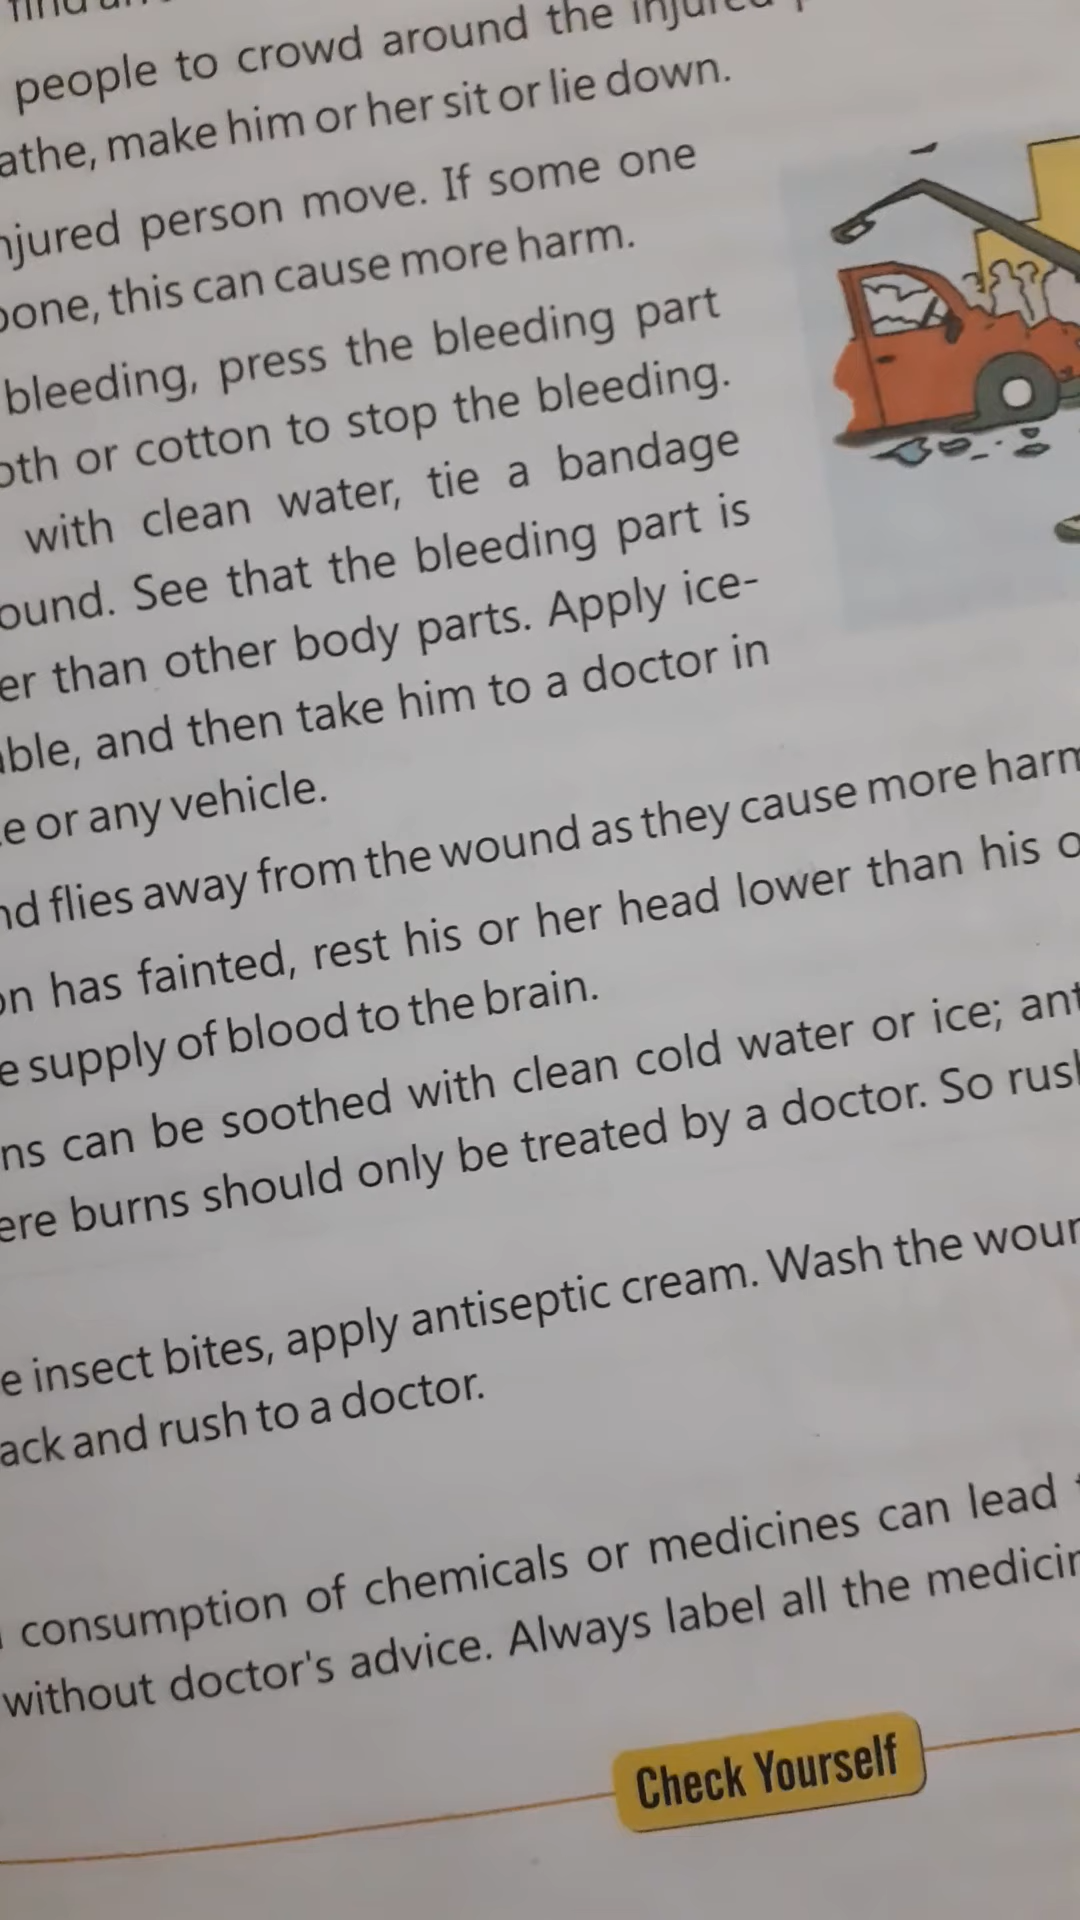 people to crowd around the injured
athe, make him or her sit or lie down.
njured person move. If some one
bone, this can cause more harm.
bleeding, press the bleeding part
oth or cotton to stop the bleeding.
with clean water, tie a bandage
ound. See that the bleeding part is
er than other body parts. Apply ice-
able, and then take him to a doctor in
e or any vehicle.
nd flies away from the wound as they cause more harm
on has fainted, rest his or her head lower than his o
e supply of blood to the brain.
ns can be soothed with clean cold water or ice; ant
ere burns should only be treated by a doctor. So rush
e insect bites, apply antiseptic cream. Wash the woun
ack and rush to a doctor.
consumption of chemicals or medicines can lead
without doctor's advice. Always label all the medicin
Check Yourself